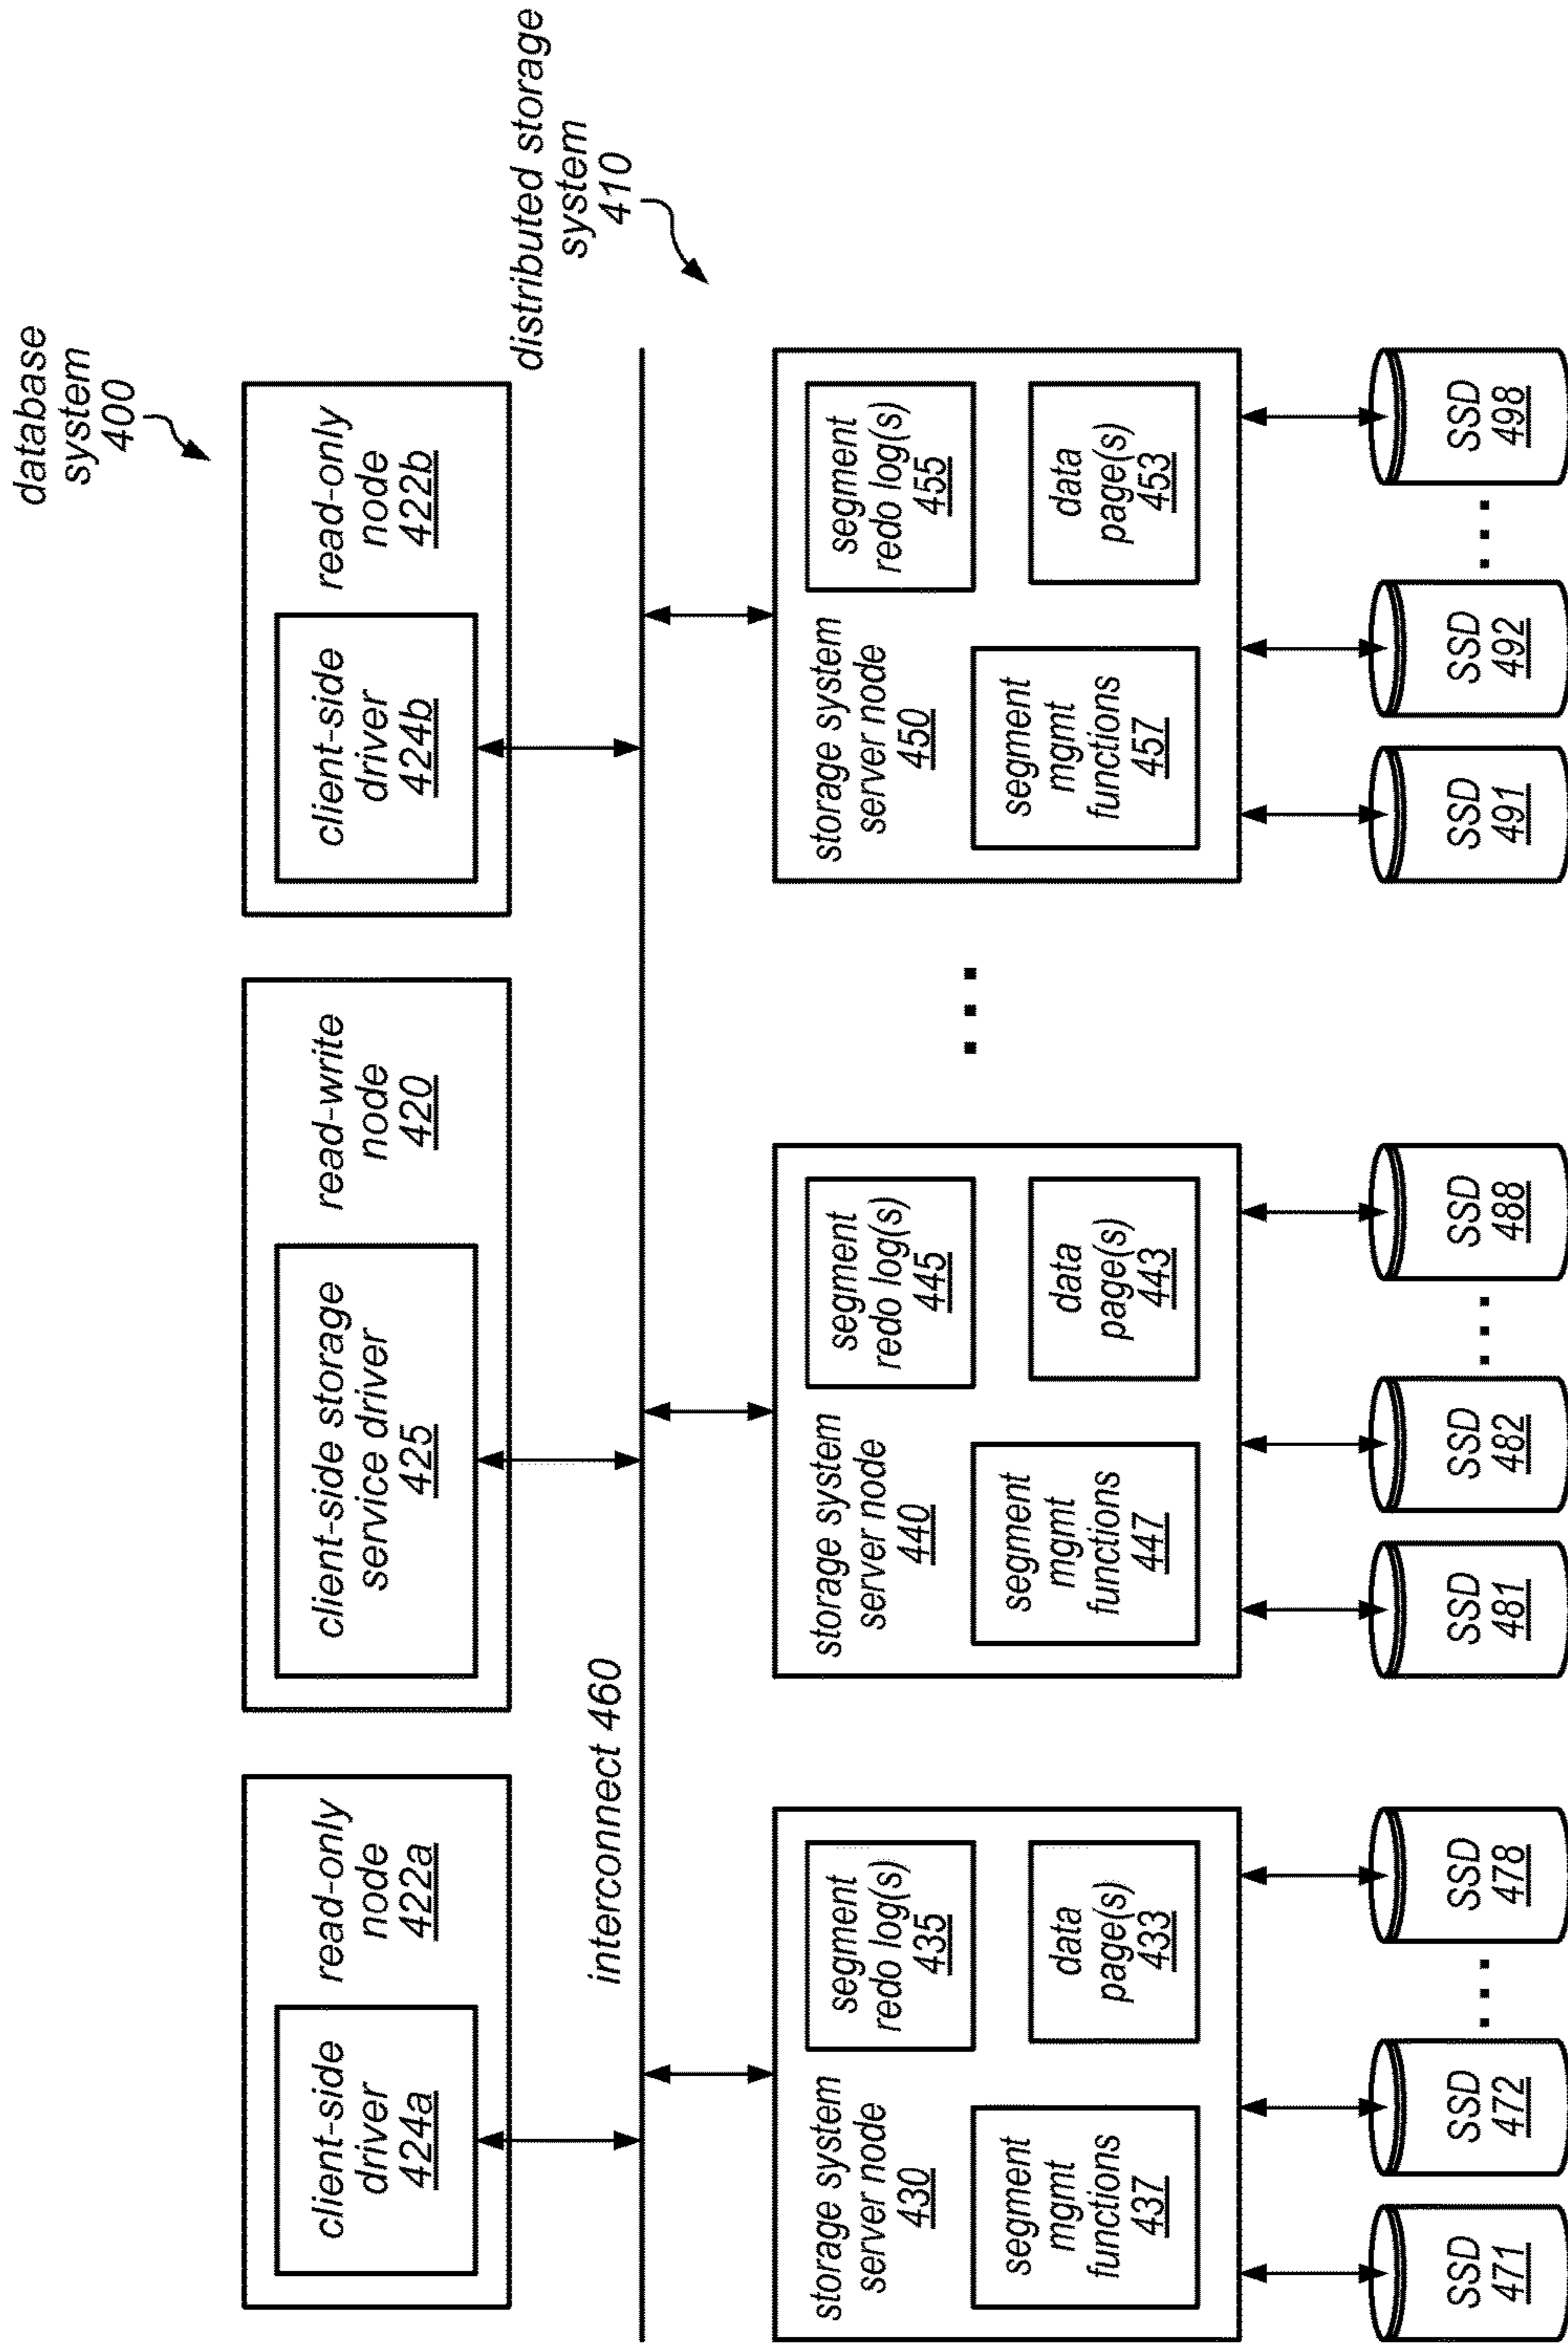 database
system
400
read-only
node
422a
client-side
driver
424a
read-write
node
420
client-side storage
service driver
425
read-only
node
422b
client-side
driver
424b
interconnect 460
distributed storage
system
410
storage system
server node
430
segment
redo log(s)
435
segment
mgmt
functions
437
data
page(s)
433
storage system
server node
440
segment
redo log(s)
445
segment
mgmt
functions
447
data
page(s)
443
. . .
storage system
server node
450
segment
redo log(s)
455
segment
mgmt
functions
457
data
page(s)
453
SSD
471
SSD
472
. . .
SSD
478
SSD
481
SSD
482
. . .
SSD
488
SSD
491
SSD
492
. . .
SSD
498